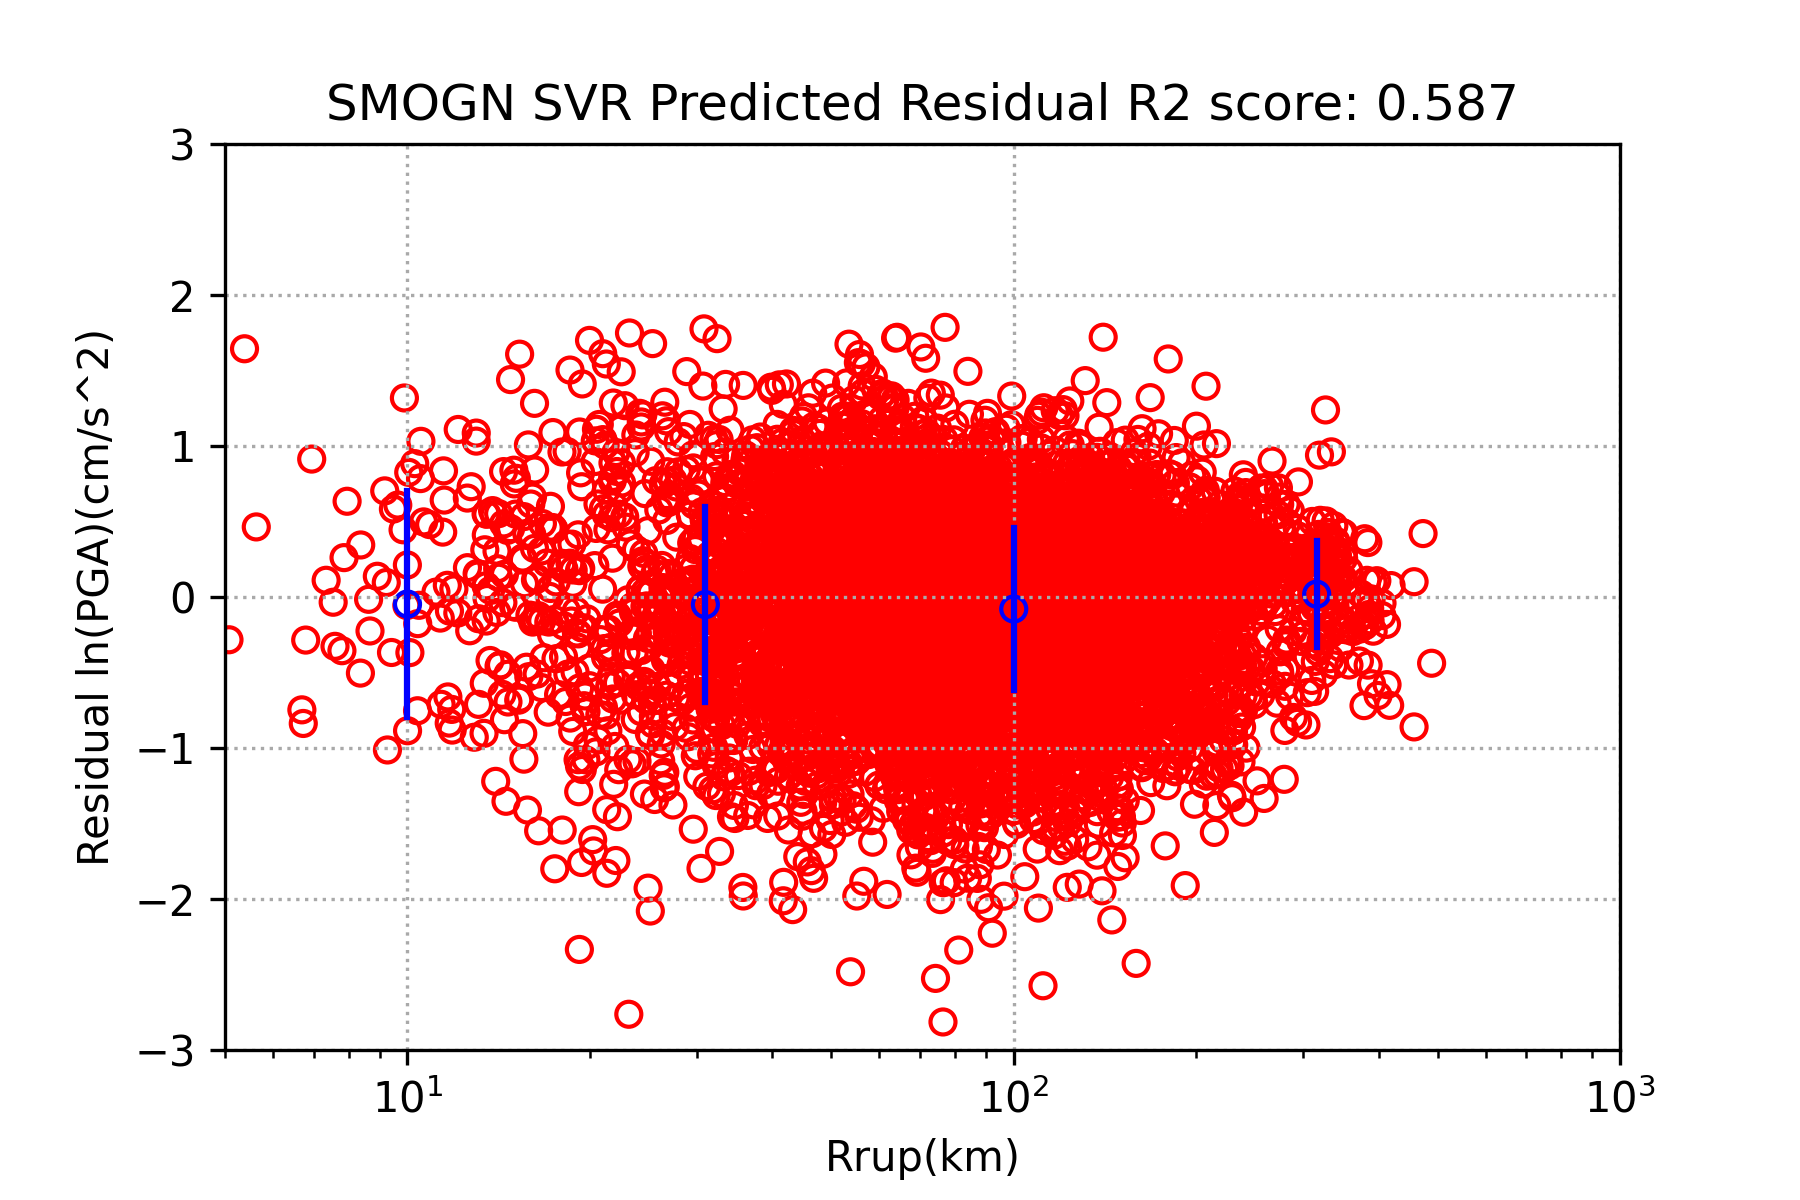 SMOGN SVR Predicted Residual R2 score: 0.587
3
2
1
0
−1
−2
−3
Residual ln(PGA)(cm/s^2)
10¹ 10² 10³
Rrup(km)